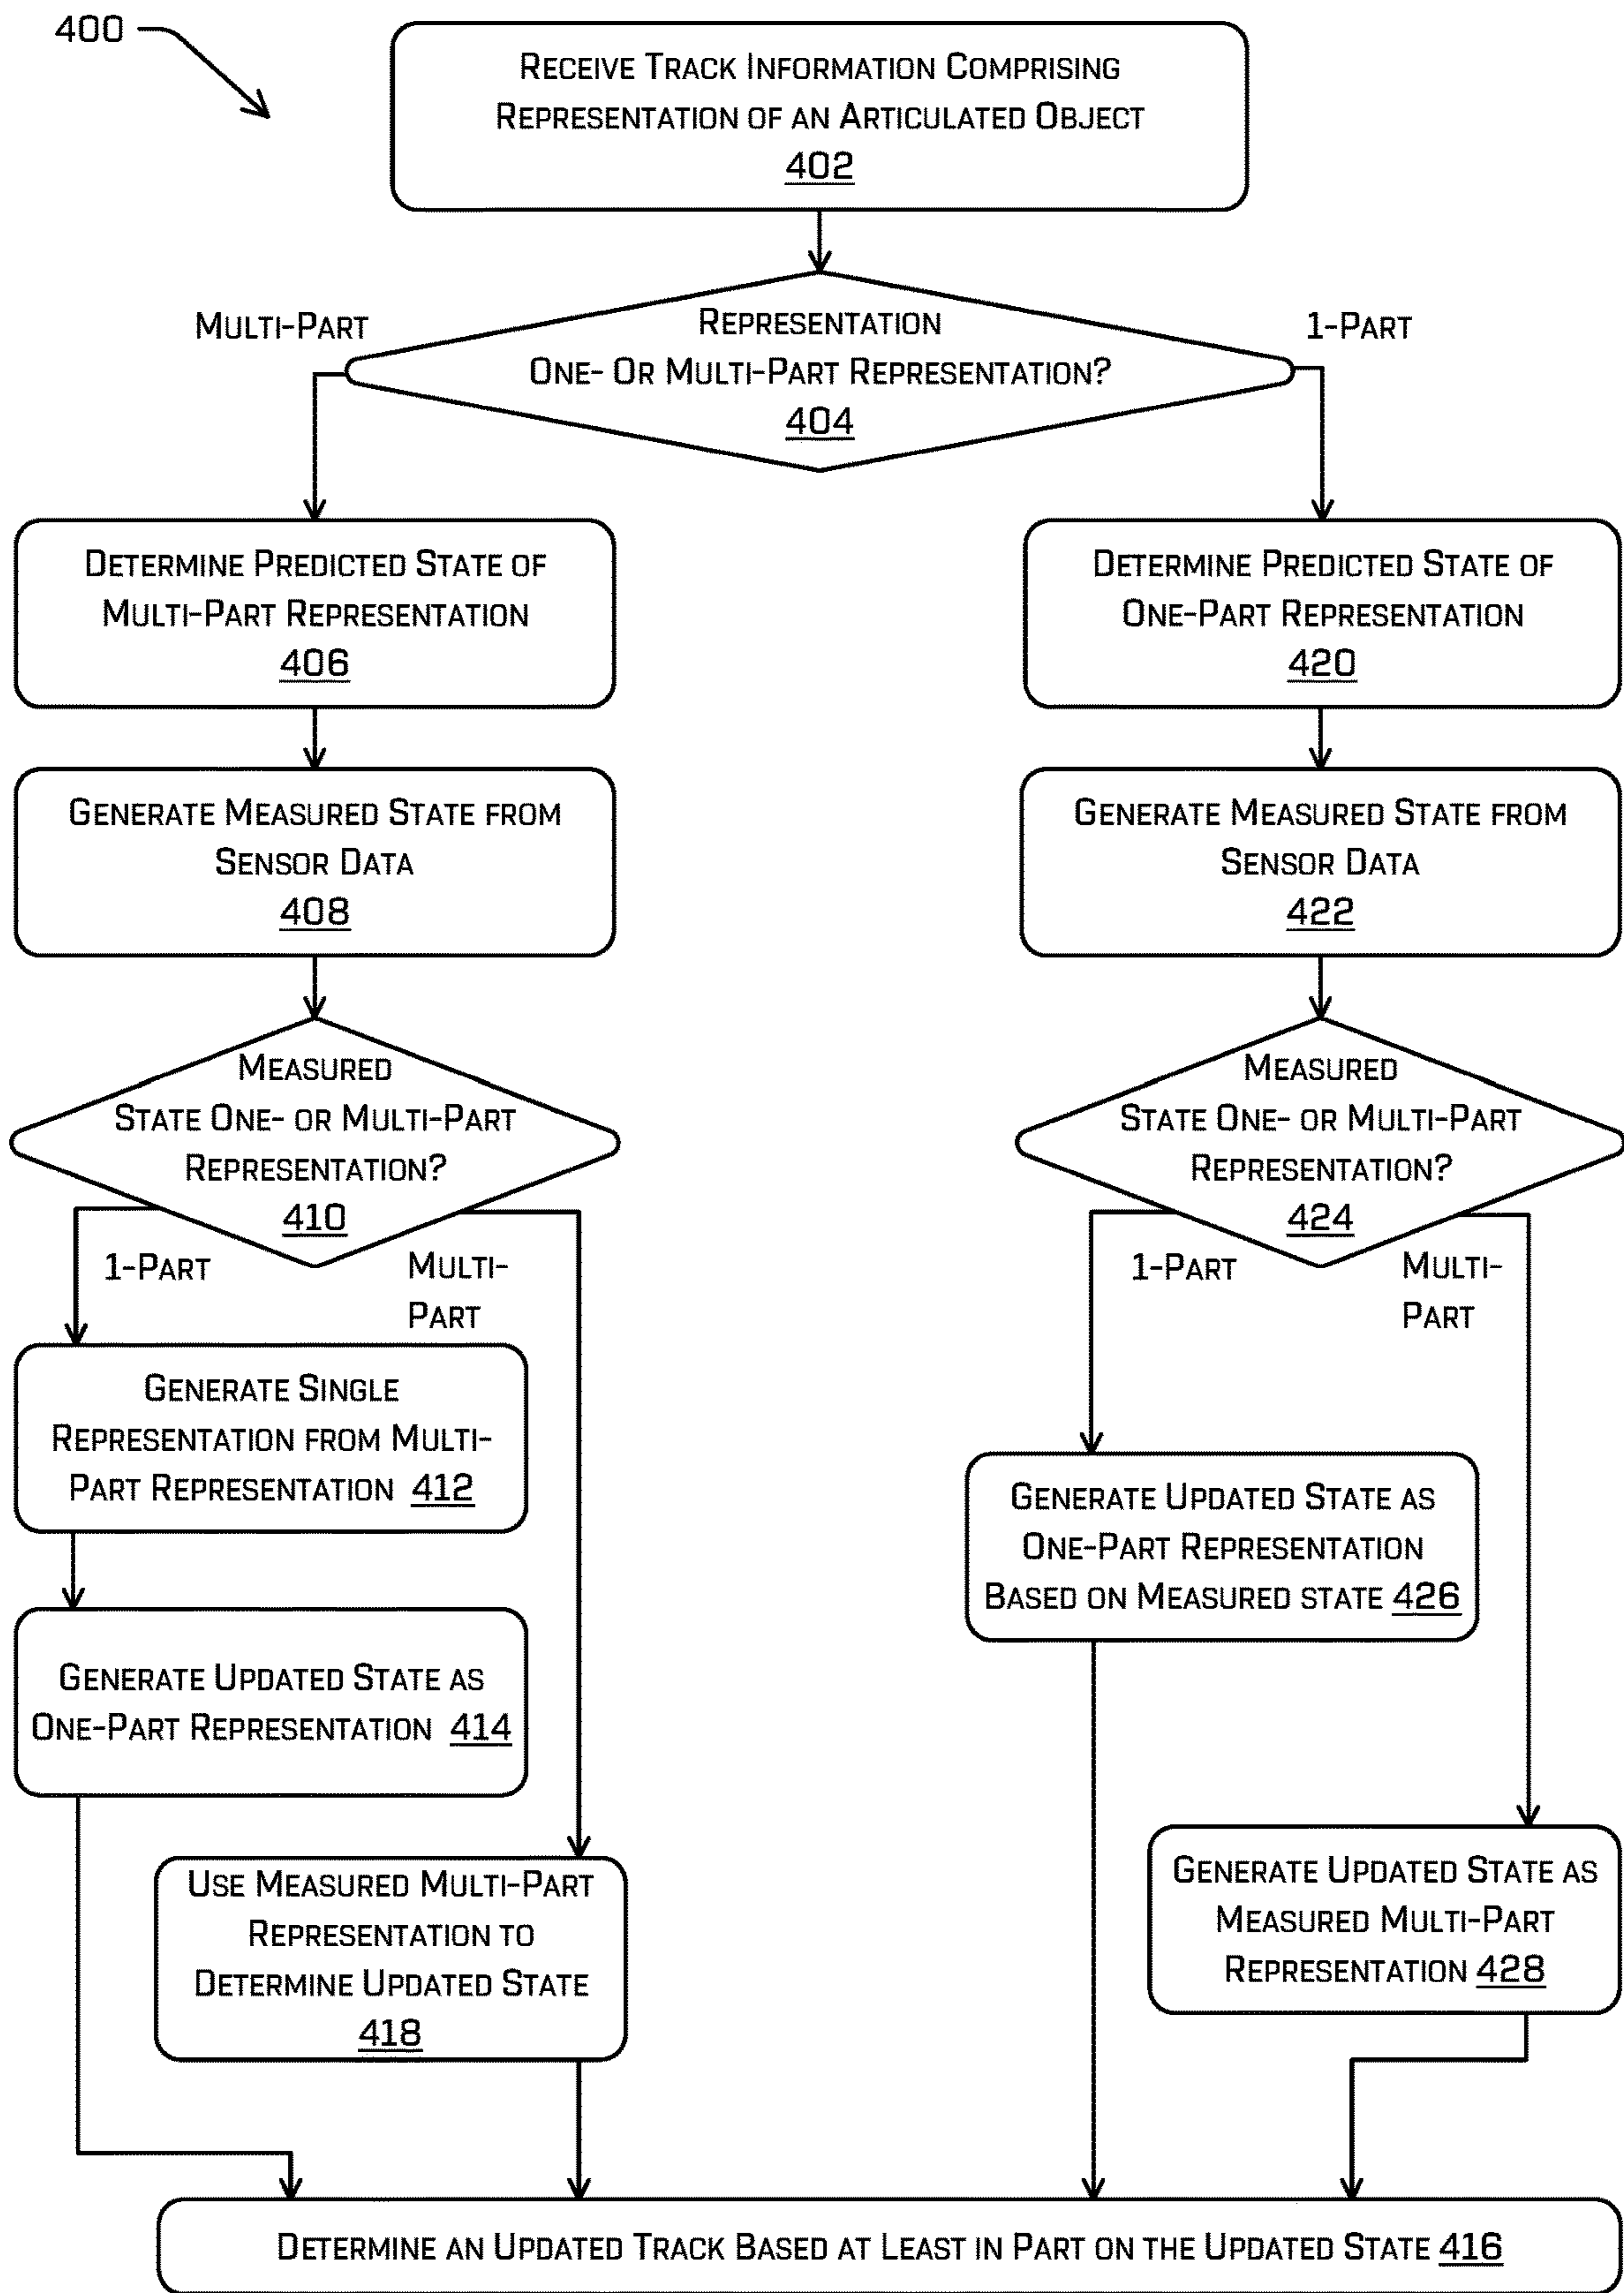 400
RECEIVE TRACK INFORMATION COMPRISING
REPRESENTATION OF AN ARTICULATED OBJECT
402
MULTI-PART
1-PART
REPRESENTATION
ONE- OR MULTI-PART REPRESENTATION?
404
DETERMINE PREDICTED STATE OF
MULTI-PART REPRESENTATION
406
GENERATE MEASURED STATE FROM
SENSOR DATA
408
MEASURED
STATE ONE- OR MULTI-PART
REPRESENTATION?
410
1-PART
MULTI-
PART
GENERATE SINGLE
REPRESENTATION FROM MULTI-
PART REPRESENTATION 412
GENERATE UPDATED STATE AS
ONE-PART REPRESENTATION 414
USE MEASURED MULTI-PART
REPRESENTATION TO
DETERMINE UPDATED STATE
418
DETERMINE PREDICTED STATE OF
ONE-PART REPRESENTATION
420
GENERATE MEASURED STATE FROM
SENSOR DATA
422
MEASURED
STATE ONE- OR MULTI-PART
REPRESENTATION?
424
1-PART
MULTI-
PART
GENERATE UPDATED STATE AS
ONE-PART REPRESENTATION
BASED ON MEASURED STATE 426
GENERATE UPDATED STATE AS
MEASURED MULTI-PART
REPRESENTATION 428
DETERMINE AN UPDATED TRACK BASED AT LEAST IN PART ON THE UPDATED STATE 416